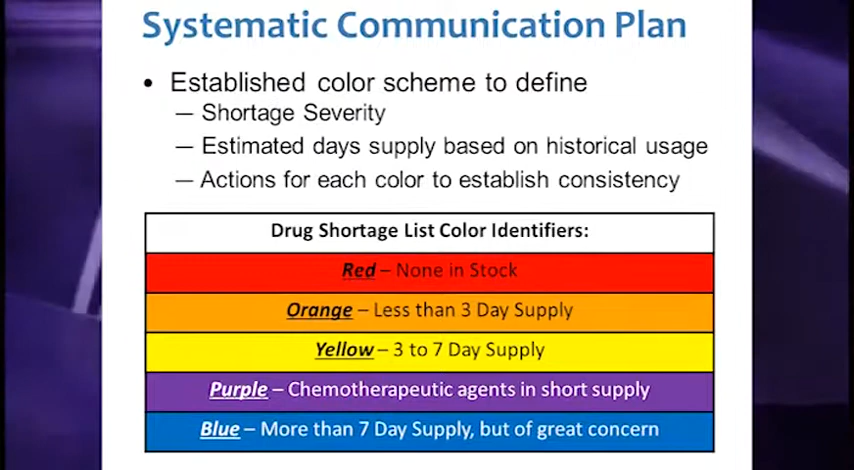 Systematic Communication Plan
• Established color scheme to define
— Shortage Severity
— Estimated days supply based on historical usage
— Actions for each color to establish consistency
Drug Shortage List Color Identifiers:
Red – None in Stock
Orange – Less than 3 Day Supply
Yellow – 3 to 7 Day Supply
Purple – Chemotherapeutic agents in short supply
Blue – More than 7 Day Supply, but of great concern